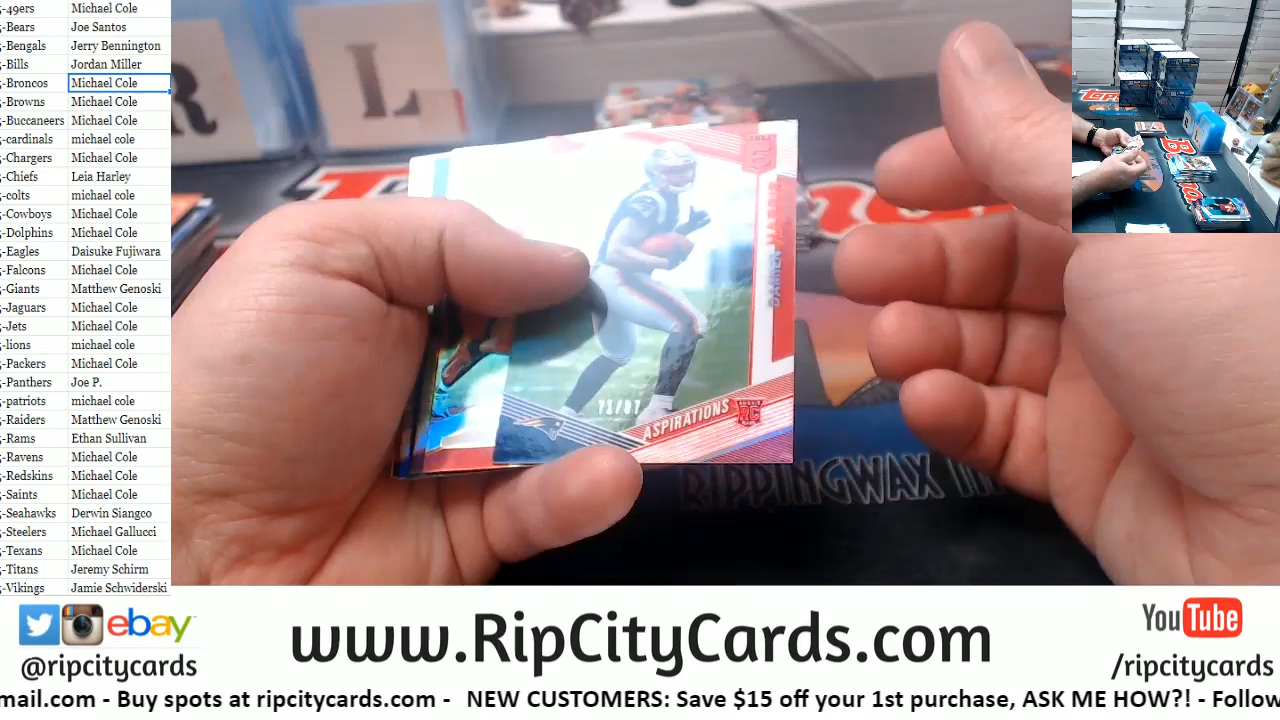 -49ers Michael Cole
-Bears Joe Santos
-Bengals Jerry Bennington
-Bills Jordan Miller
-Broncos Michael Cole
-Browns Michael Cole
-Buccaneers Michael Cole
-cardinals michael cole
-Chargers Michael Cole
-Chiefs Leia Harley
-colts michael cole
-Cowboys Michael Cole
-Dolphins Michael Cole
-Eagles Daisuke Fujiwara
-Falcons Michael Cole
-Giants Matthew Genoski
-Jaguars Michael Cole
-Jets Michael Cole
-lions michael cole
-Packers Michael Cole
-Panthers Joe P.
-patriots michael cole
-Raiders Matthew Genoski
-Rams Ethan Sullivan
-Ravens Michael Cole
-Redskins Michael Cole
-Saints Michael Cole
-Seahawks Derwin Siangco
-Steelers Michael Gallucci
-Texans Michael Cole
-Titans Jeremy Schirm
-Vikings Jamie Schwiderski
R L
DAMIEN HARRIS
ASPIRATIONS RC
RIPPINGWAX
ebay
@ripcitycards
www.RipCityCards.com
YouTube
/ripcitycards
mail.com - Buy spots at ripcitycards.com - NEW CUSTOMERS: Save $15 off your 1st purchase, ASK ME HOW?! - Follow